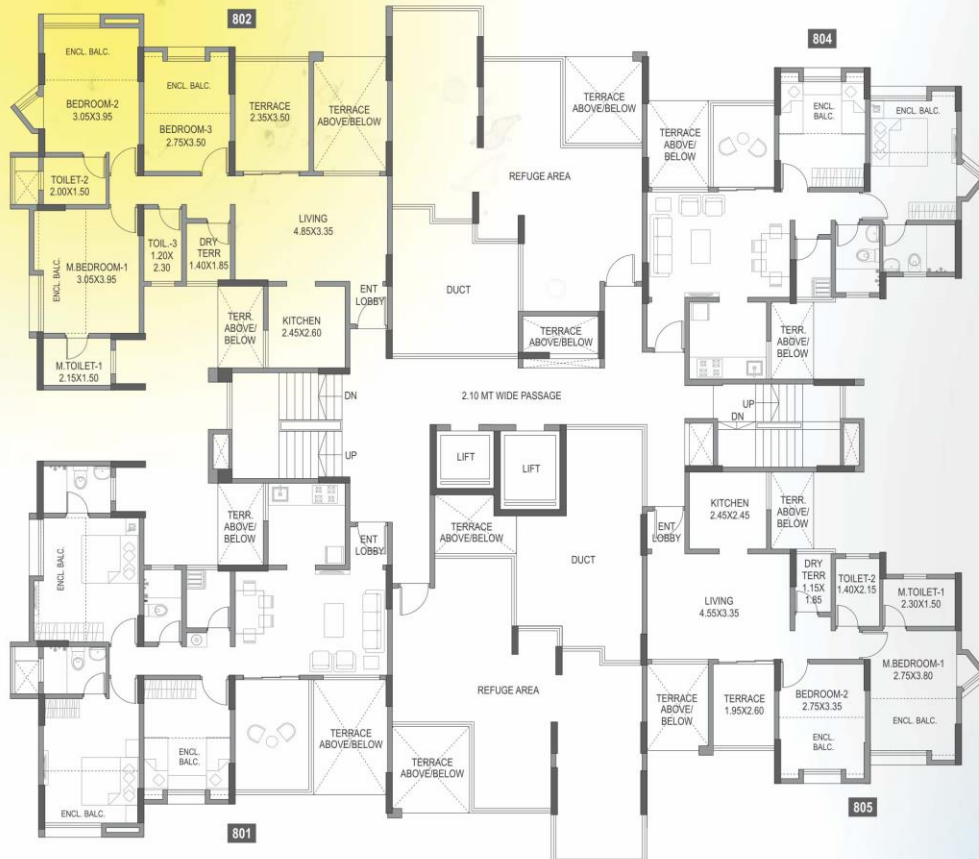 802
ENCL. BALC.
BEDROOM-2
3.05X3.95
ENCL. BALC.
BEDROOM-3
2.75X3.50
TERRACE
2.35X3.50
TERRACE
ABOVE/BELOW
TOILET-2
2.00X1.50
M.BEDROOM-1
3.05X3.95
ENCL. BALC.
TOIL.-3
1.20X
2.30
DRY
TERR
1.40X1.85
LIVING
4.85X3.35
ENT
LOBBY
TERR.
ABOVE/
BELOW
KITCHEN
2.45X2.60
M.TOILET-1
2.15X1.50
TERRACE
ABOVE/BELOW
REFUGE AREA
DUCT
TERRACE
ABOVE/BELOW
804
TERRACE
ABOVE/
BELOW
ENCL.
BALC.
ENCL. BALC.
TERR.
ABOVE/
BELOW
DN
UP
2.10 MT WIDE PASSAGE
UP
DN
LIFT
LIFT
ENCL. BALC.
TERR.
ABOVE/
BELOW
ENT
LOBBY
TERRACE
ABOVE/BELOW
DUCT
REFUGE AREA
TERRACE
ABOVE/BELOW
TERRACE
ABOVE/BELOW
ENCL.
BALC.
ENCL. BALC.
801
ENT
LOBBY
KITCHEN
2.45X2.45
TERR.
ABOVE/
BELOW
LIVING
4.55X3.35
DRY
TERR
1.15X
1.85
TOILET-2
1.40X2.15
M.TOILET-1
2.30X1.50
M.BEDROOM-1
2.75X3.80
ENCL. BALC.
TERRACE
ABOVE/
BELOW
TERRACE
1.95X2.60
BEDROOM-2
2.75X3.35
ENCL.
BALC.
805